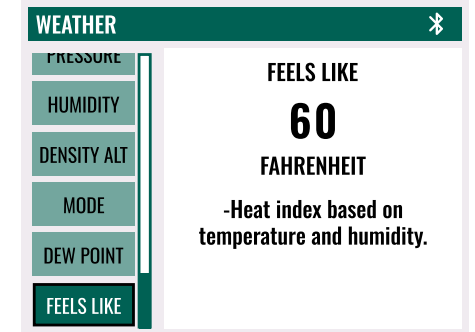 WEATHER
PRESSURE
HUMIDITY
DENSITY ALT
MODE
DEW POINT
FEELS LIKE
FEELS LIKE
60
FAHRENHEIT
-Heat index based on
temperature and humidity.